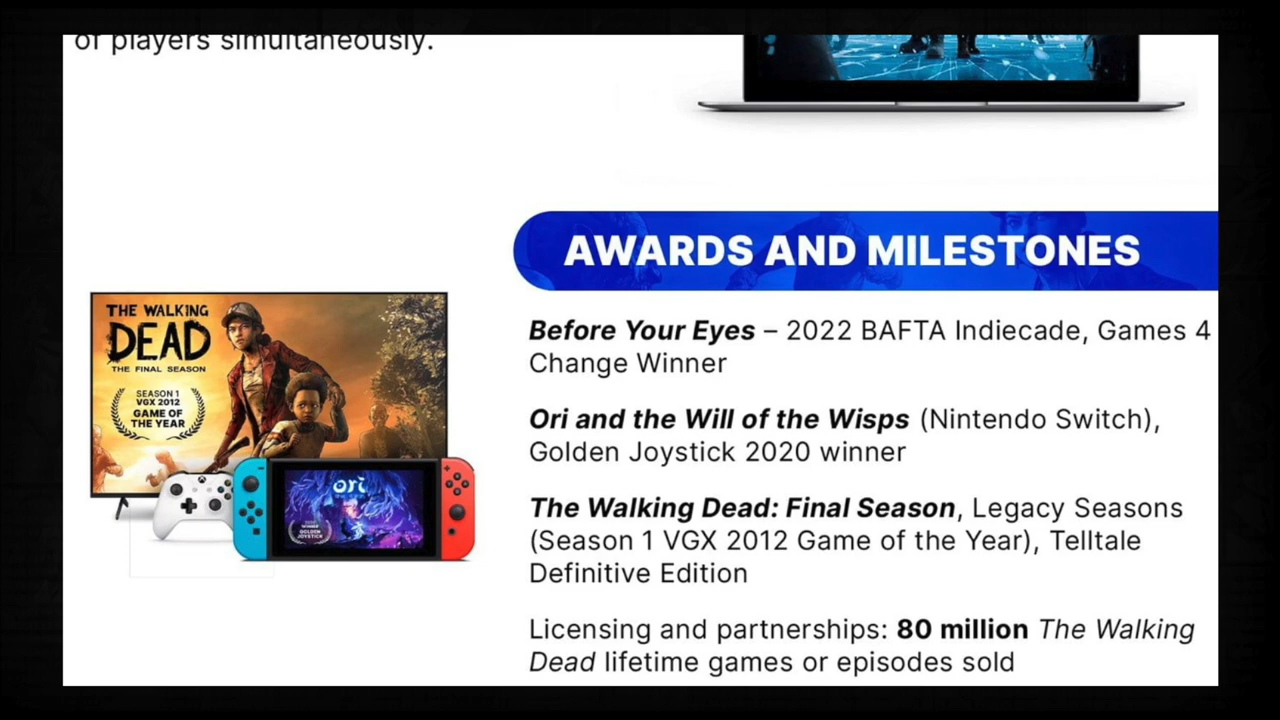 of players simultaneously.
AWARDS AND MILESTONES
THE WALKING
DEAD
THE FINAL SEASON
SEASON 1
VGX 2012
GAME OF
THE YEAR
ori
WINNER
GOLDEN
JOYSTICK
Before Your Eyes – 2022 BAFTA Indiecade, Games 4
Change Winner
Ori and the Will of the Wisps (Nintendo Switch),
Golden Joystick 2020 winner
The Walking Dead: Final Season, Legacy Seasons
(Season 1 VGX 2012 Game of the Year), Telltale
Definitive Edition
Licensing and partnerships: 80 million The Walking
Dead lifetime games or episodes sold